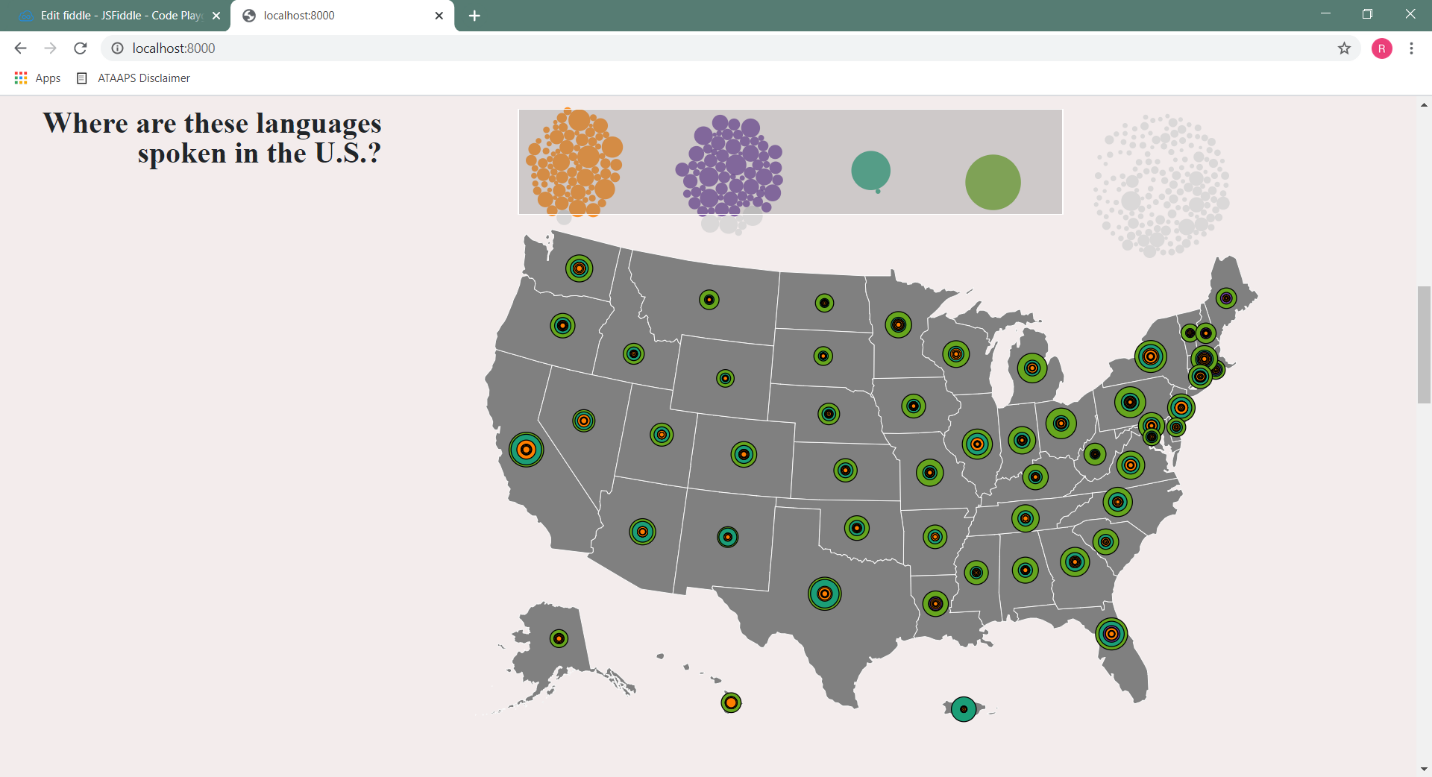 Edit fiddle - JSFiddle - Code Play
localhost:8000
localhost:8000
R
Apps
ATAAPS Disclaimer
Where are these languages
spoken in the U.S.?